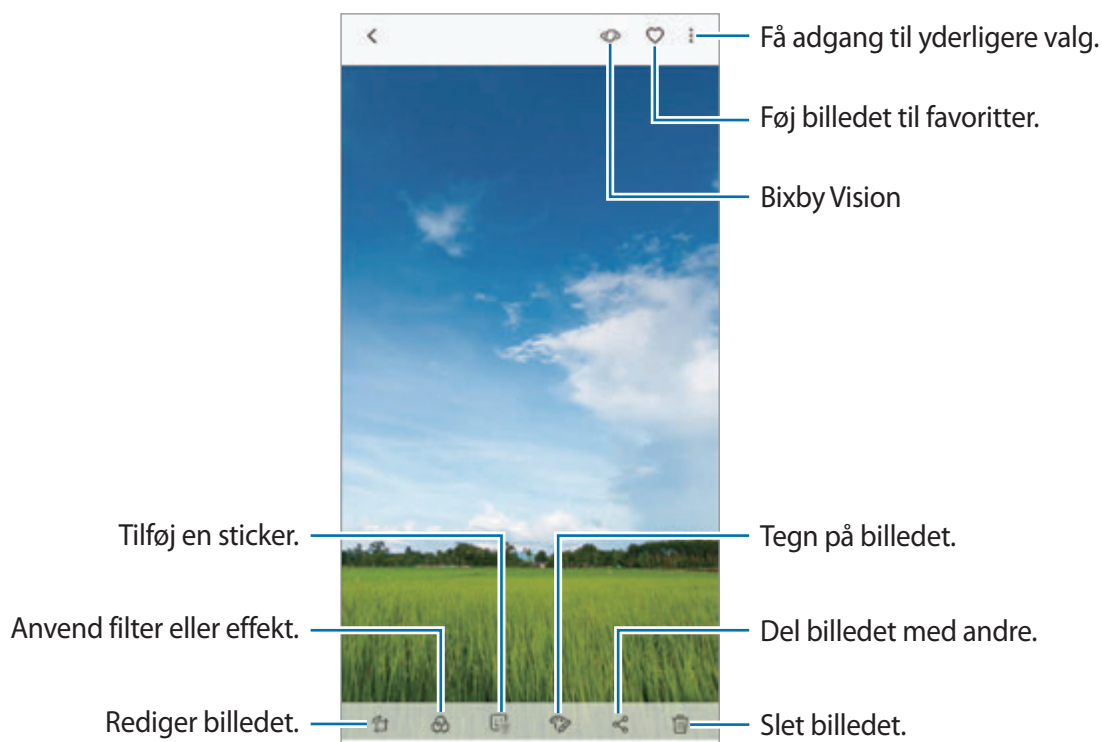 Få adgang til yderligere valg.
Føj billedet til favoritter.
Bixby Vision
Tilføj en sticker.
Tegn på billedet.
Anvend filter eller effekt.
Del billedet med andre.
Rediger billedet.
Slet billedet.